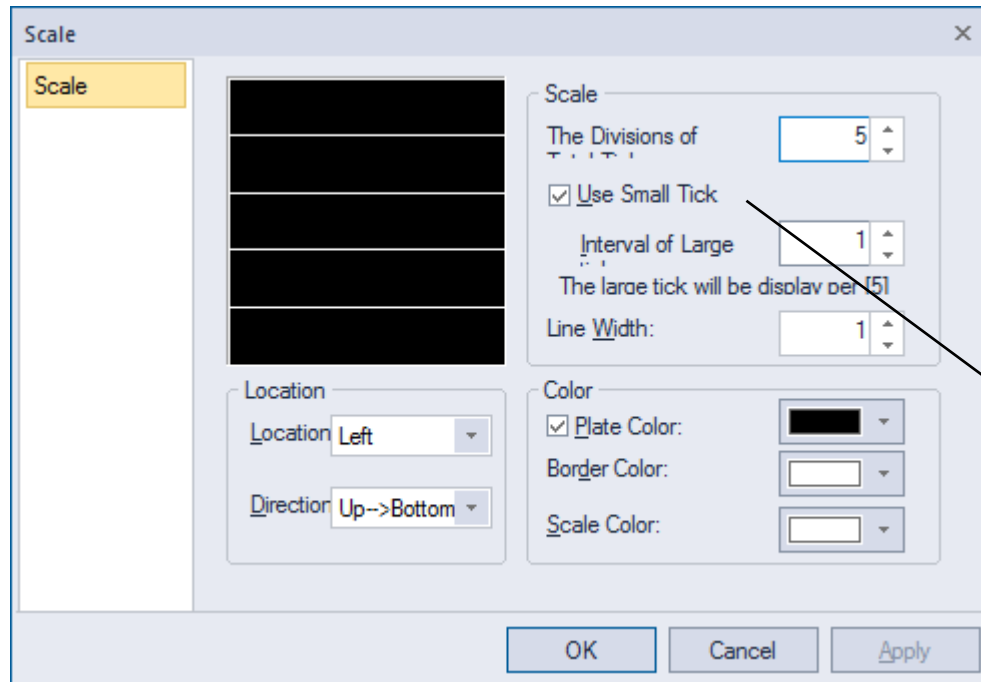 Scale
Scale
Scale
The Divisions of
5
Use Small Tick
Interval of Large
1
The large tick will be display per [5]
Line Width:
1
Location
Location
Left
Direction
Up-->Bottom
Color
Plate Color:
Border Color:
Scale Color:
OK
Cancel
Apply